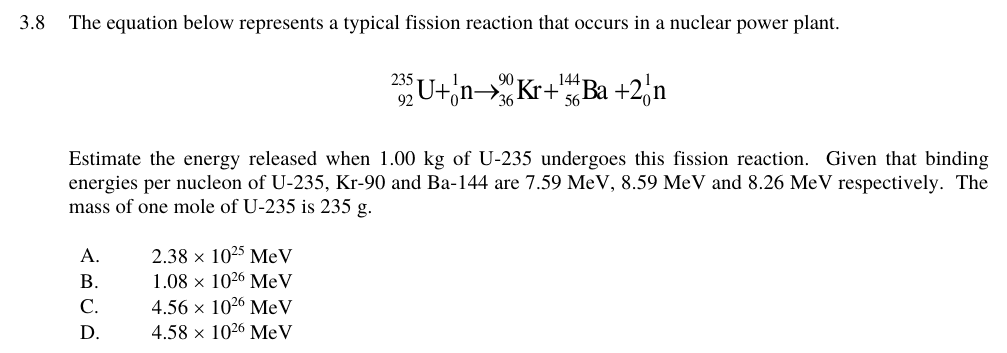 3.8 The equation below represents a typical fission reaction that occurs in a nuclear power plant.
²³⁵₉₂U+¹₀n→⁹⁰₃₆Kr+¹⁴⁴₅₆Ba +2¹₀n
Estimate the energy released when 1.00 kg of U-235 undergoes this fission reaction. Given that binding
energies per nucleon of U-235, Kr-90 and Ba-144 are 7.59 MeV, 8.59 MeV and 8.26 MeV respectively. The
mass of one mole of U-235 is 235 g.
A. 2.38 × 10²⁵ MeV
B. 1.08 × 10²⁶ MeV
C. 4.56 × 10²⁶ MeV
D. 4.58 × 10²⁶ MeV